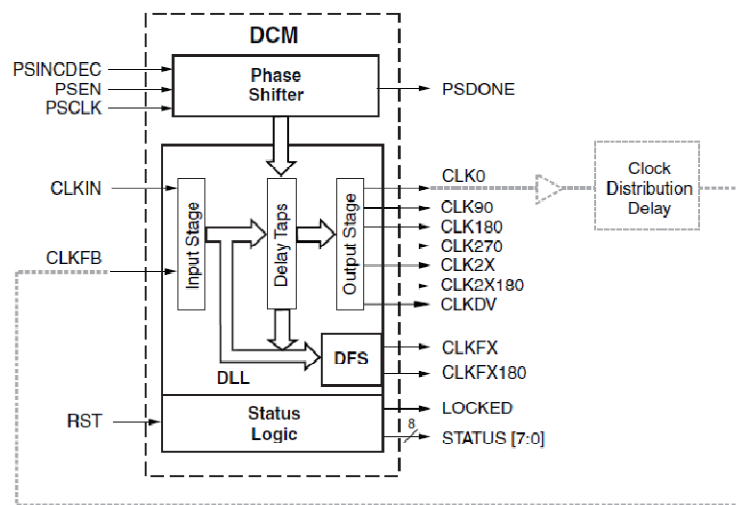 DCM
PSINCDEC
PSEN
PSCLK
Phase
Shifter
PSDONE
CLKIN
CLKFB
Input Stage
Delay Taps
Output Stage
CLK0
CLK90
CLK180
CLK270
CLK2X
CLK2X180
CLKDV
Clock
Distribution
Delay
DFS
CLKFX
CLKFX180
DLL
RST
Status
Logic
LOCKED
8
STATUS [7:0]